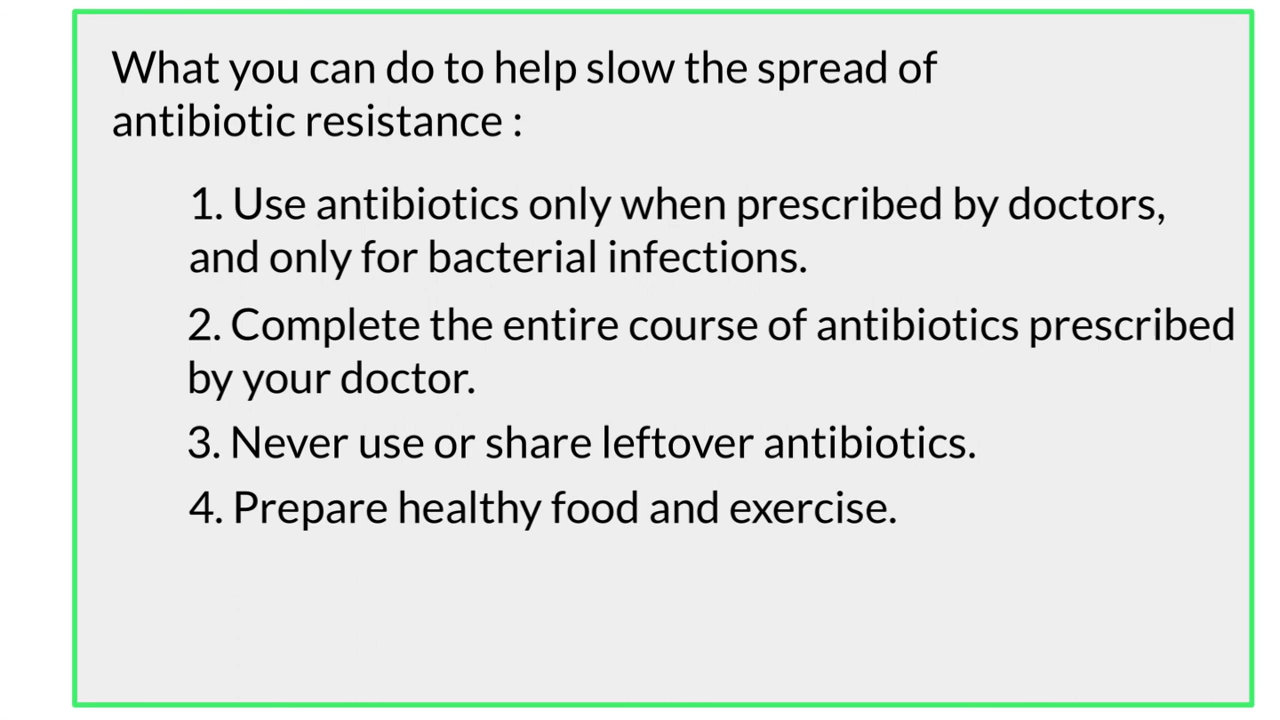 What you can do to help slow the spread of
antibiotic resistance :
1. Use antibiotics only when prescribed by doctors,
and only for bacterial infections.
2. Complete the entire course of antibiotics prescribed
by your doctor.
3. Never use or share leftover antibiotics.
4. Prepare healthy food and exercise.